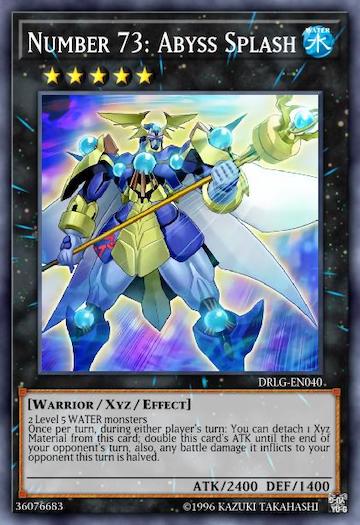 Number 73: Abyss Splash
WATER
水
DRLG-EN040
[Warrior / Xyz / Effect]
2 Level 5 WATER monsters
Once per turn, during either player's turn: You can detach 1 Xyz
Material from this card; double this card's ATK until the end of
your opponent's turn, also, any battle damage it inflicts to your
opponent this turn is halved.
ATK/2400 DEF/1400
36076683
©1996 KAZUKI TAKAHASHI